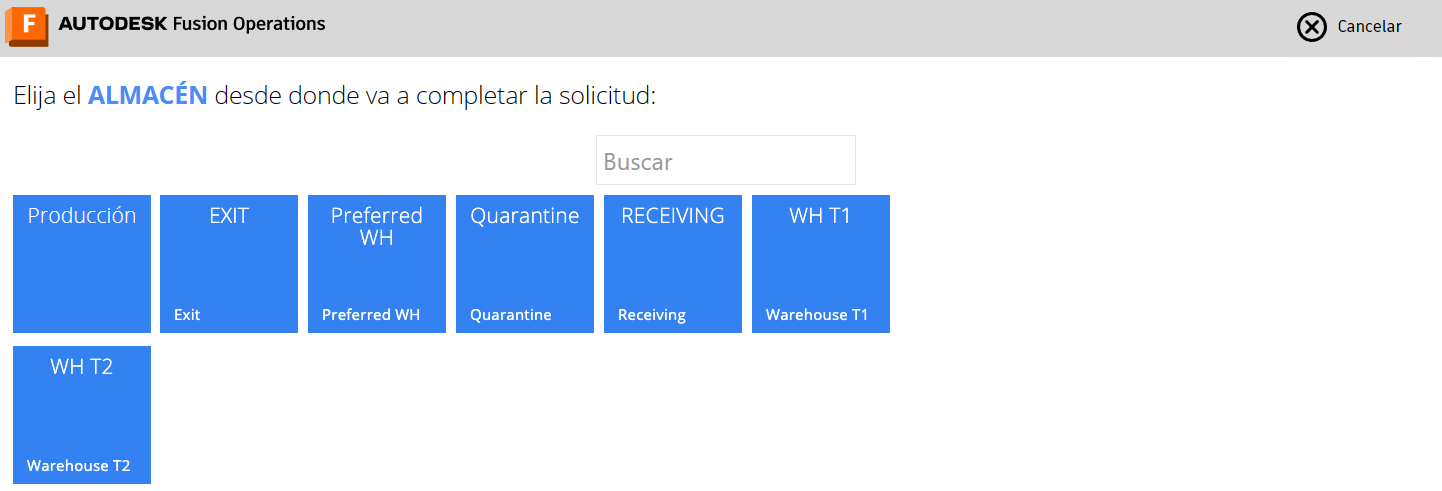 F AUTODESK Fusion Operations
Cancelar
Elija el ALMACÉN desde donde va a completar la solicitud:
Buscar
Producción
EXIT
Exit
Preferred
WH
Preferred WH
Quarantine
Quarantine
RECEIVING
Receiving
WH T1
Warehouse T1
WH T2
Warehouse T2